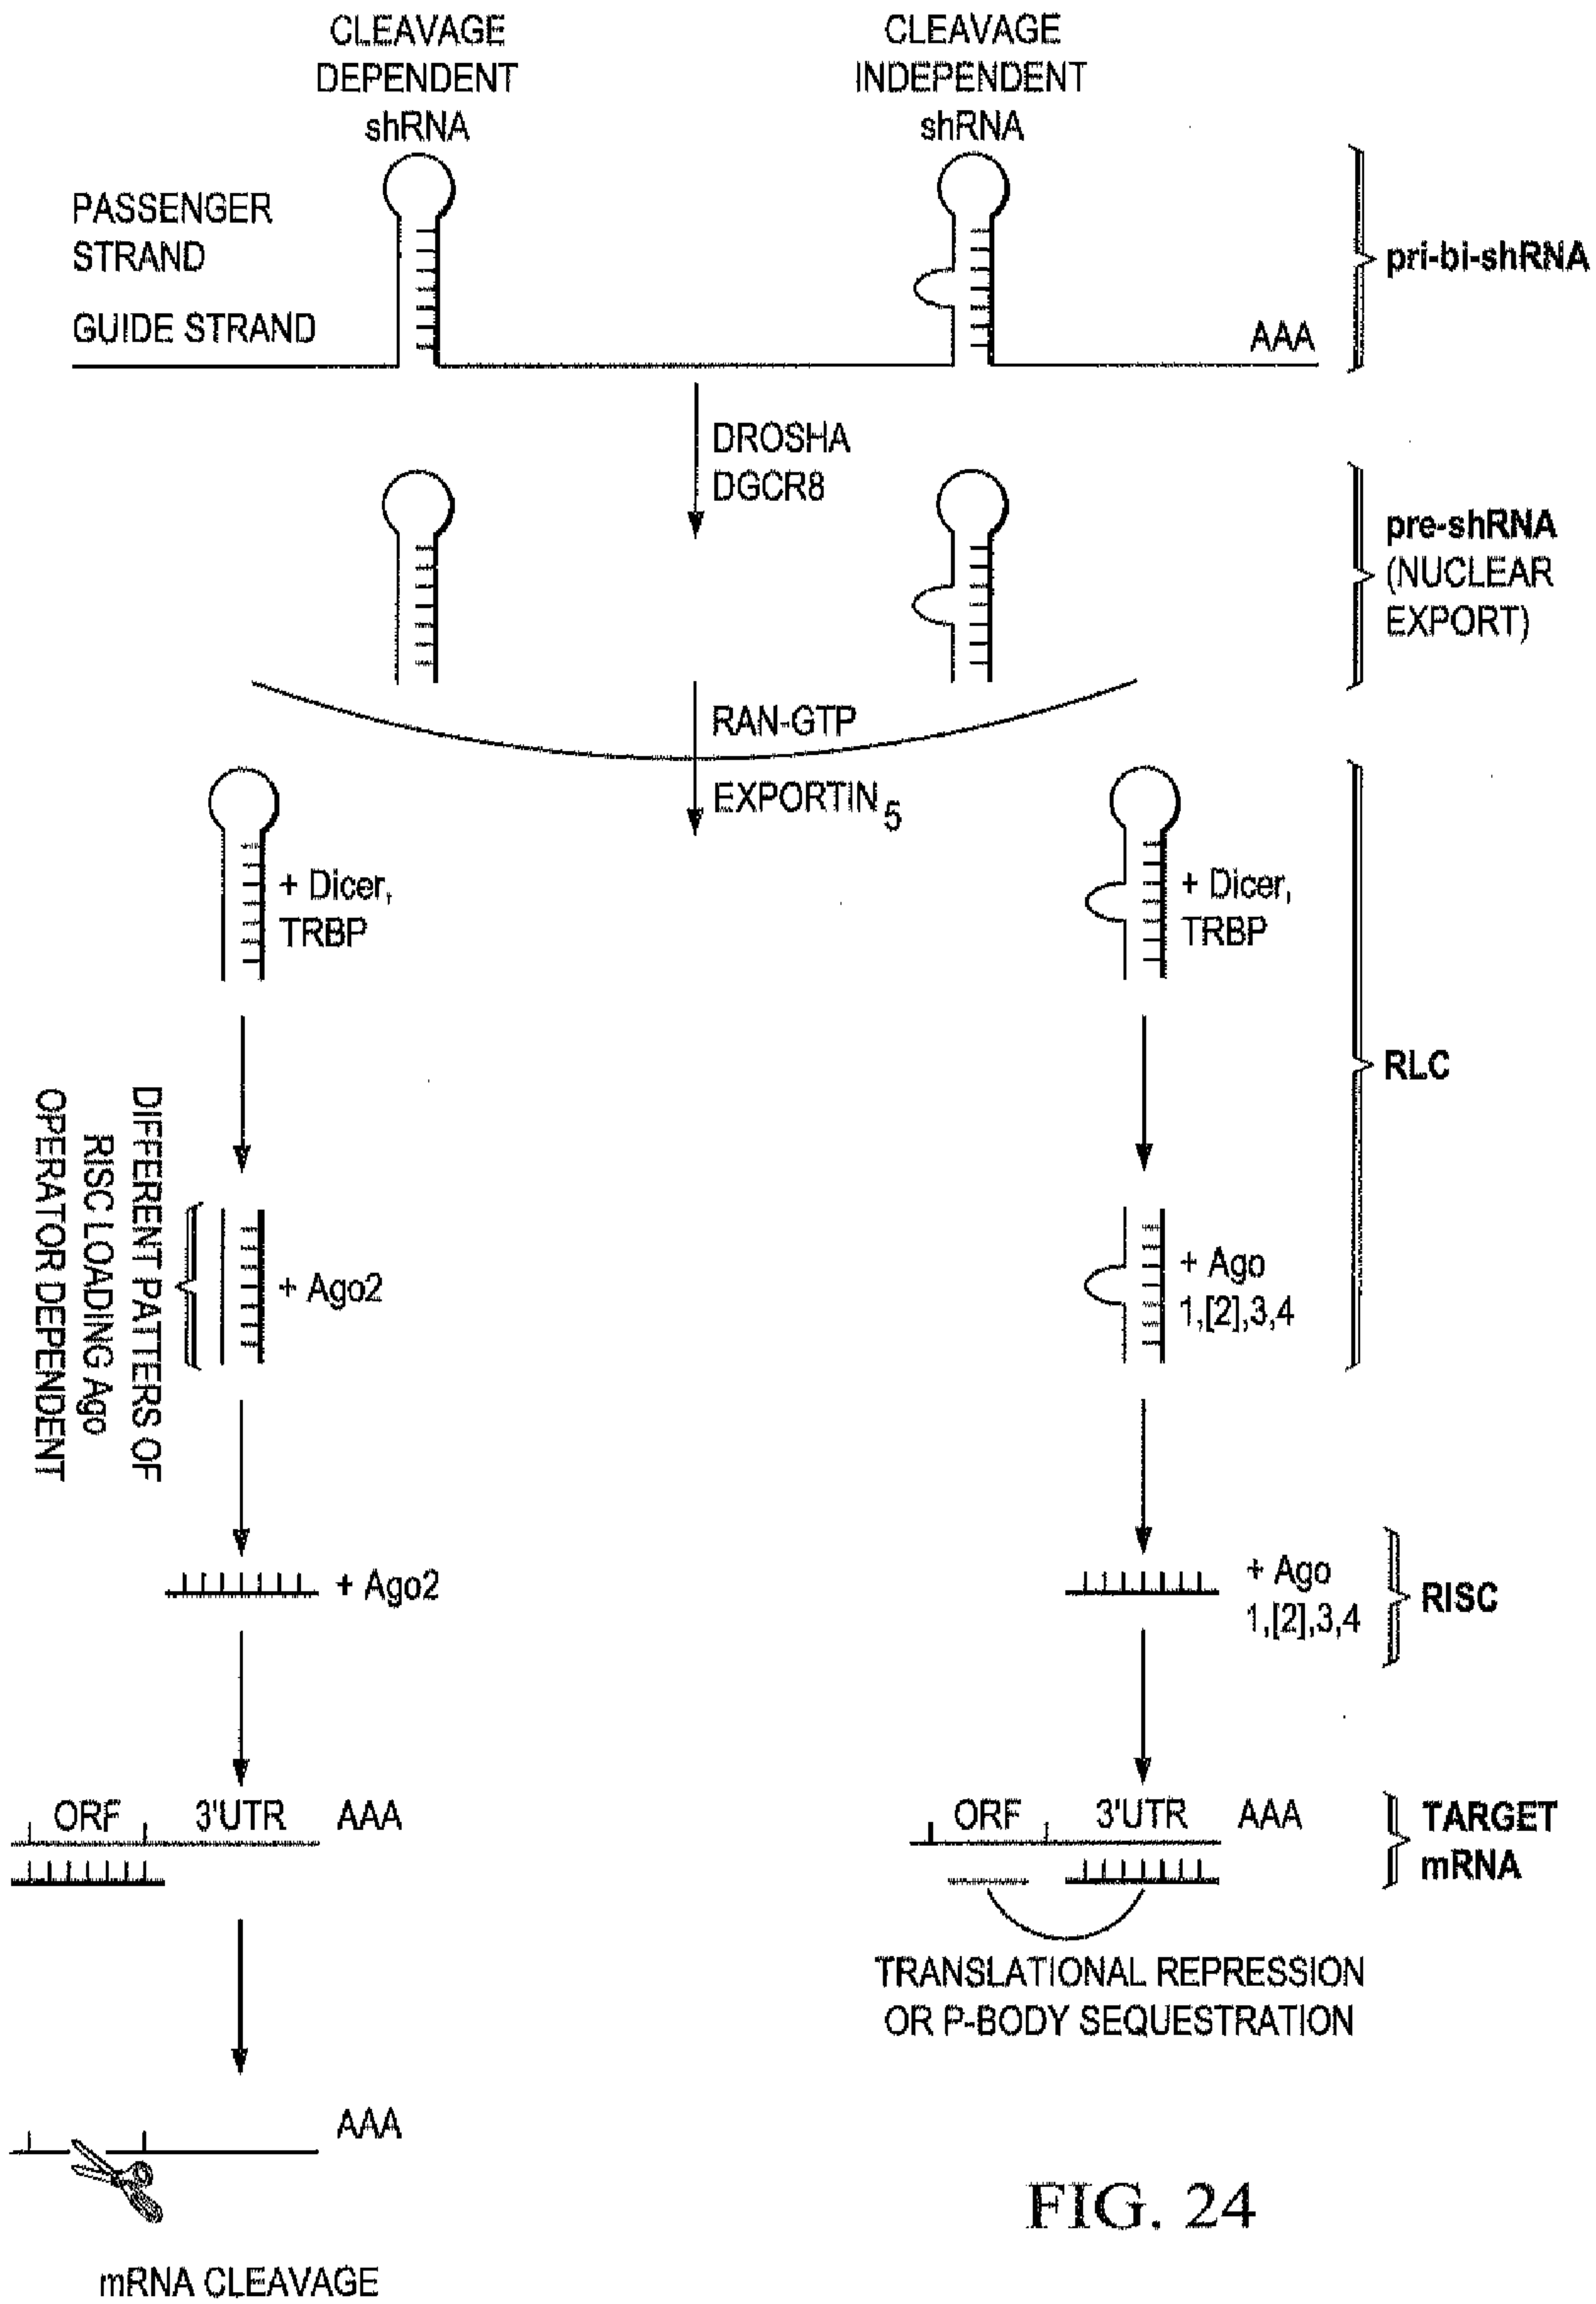 CLEAVAGE
DEPENDENT
shRNA
CLEAVAGE
INDEPENDENT
shRNA
PASSENGER
STRAND
GUIDE STRAND
AAA
pri-bi-shRNA
DROSHA
DGCR8
pre-shRNA
(NUCLEAR
EXPORT)
RAN-GTP
EXPORTIN 5
+ Dicer,
TRBP
+ Dicer,
TRBP
RLC
DIFFERENT PATTERS OF
RISC LOADING Ago
OPERATOR DEPENDENT
+ Ago2
+ Ago
1,[2],3,4
+ Ago2
+ Ago
1,[2],3,4
RISC
ORF 3'UTR AAA
ORF 3'UTR AAA
TARGET
mRNA
TRANSLATIONAL REPRESSION
OR P-BODY SEQUESTRATION
AAA
mRNA CLEAVAGE
FIG. 24